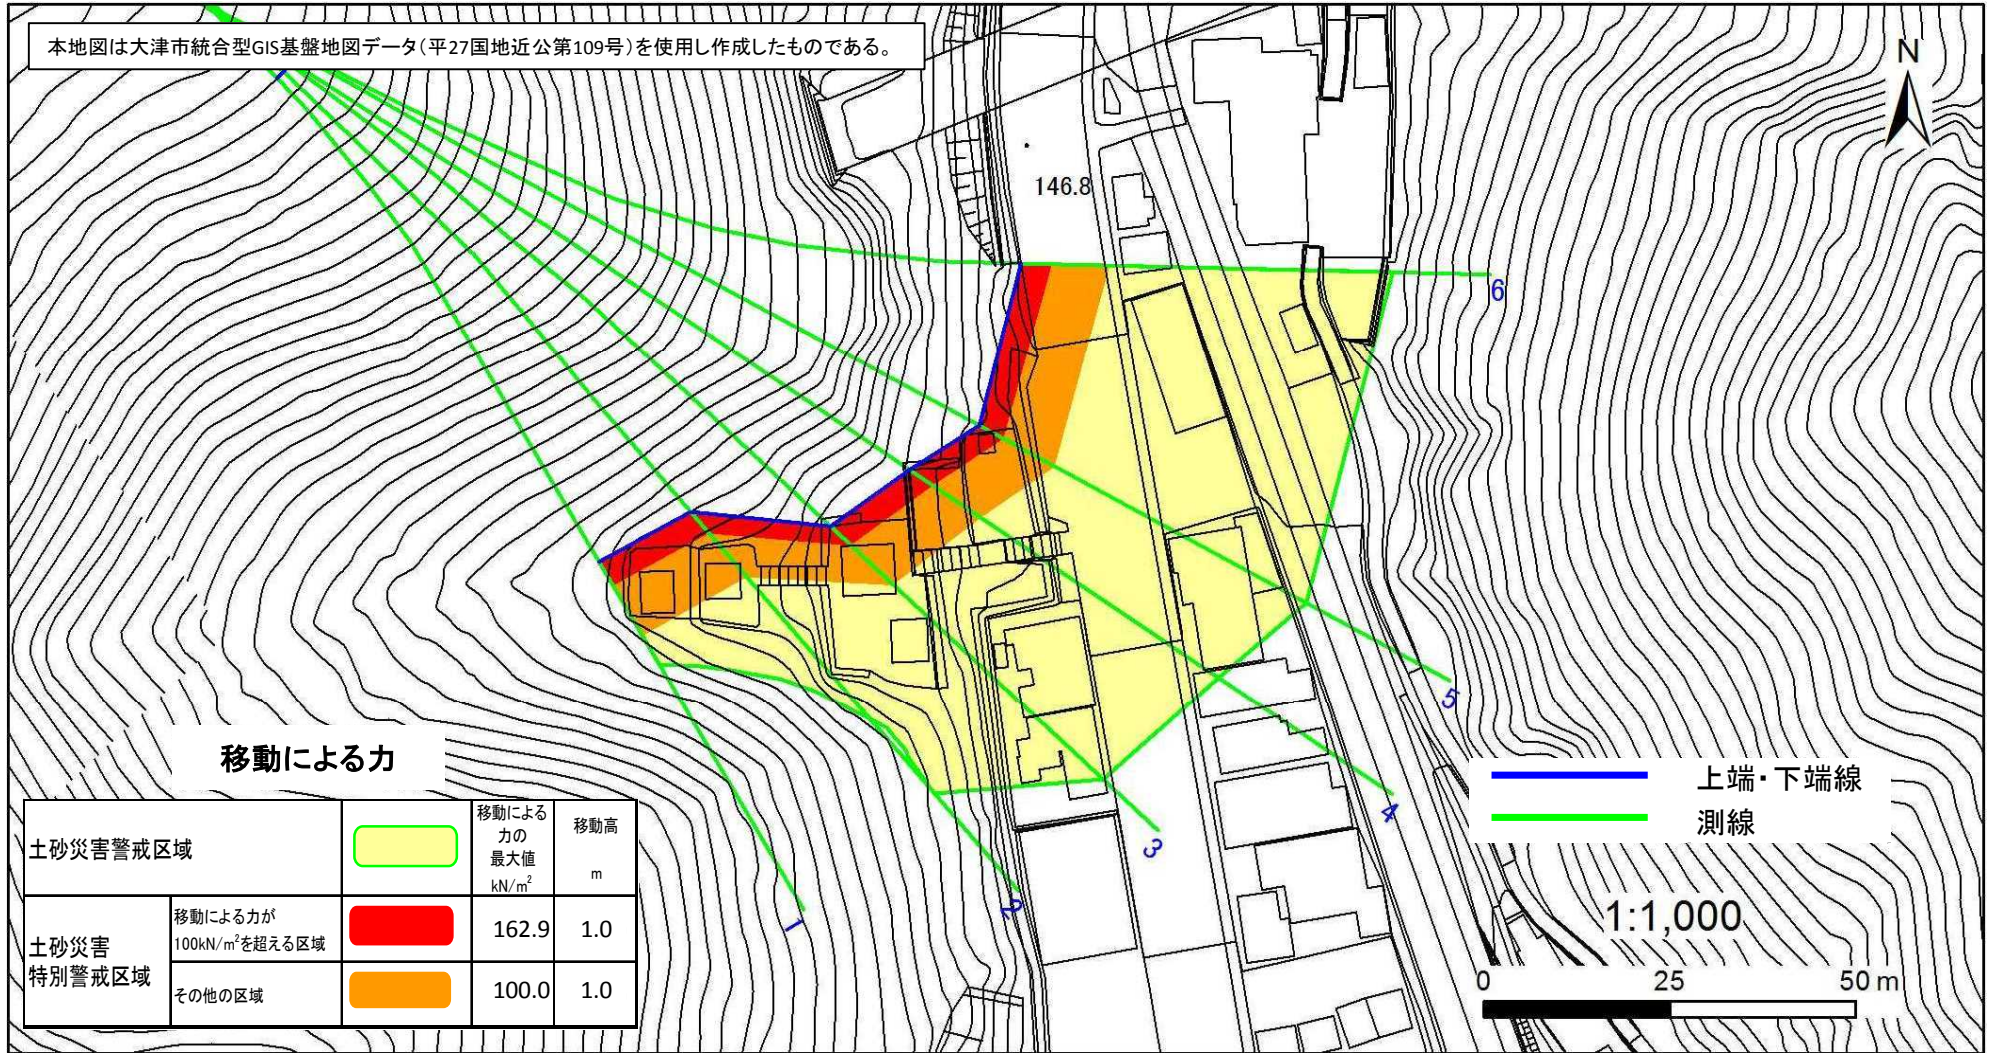 本地図は大津市統合型GIS基盤地図データ(平27国地近公第109号)を使用し作成したものである。
N
146.8
6
5
4
3
2
1
移動による力
土砂災害警戒区域
移動による
力の
最大値
kN/m²
移動高
m
土砂災害
特別警戒区域
移動による力が
100kN/m²を超える区域
162.9
1.0
その他の区域
100.0
1.0
上端・下端線
測線
1:1,000
0 25 50 m